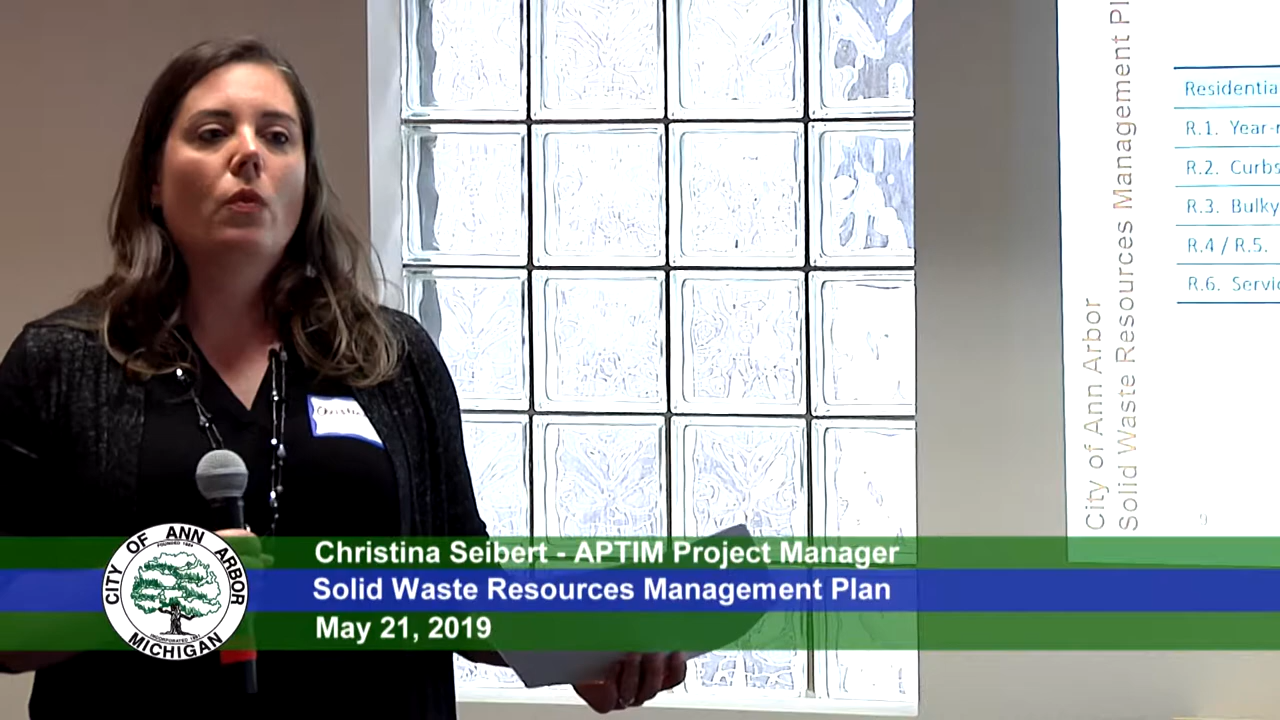 Christina Seibert - APTIM Project Manager
Solid Waste Resources Management Plan
May 21, 2019
CITY OF ANN ARBOR
MICHIGAN
City of Ann Arbor
Solid Waste Resources Management Pl
Residentia
R.1. Year-
R.2. Curbs
R.3. Bulky
R.4 / R.5.
R.6. Servic